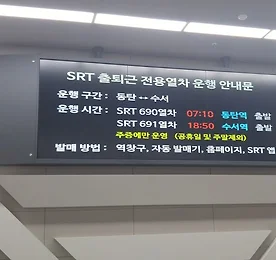 SRT 출퇴근 전용열차 운행 안내문
운행 구간 : 동탄 ↔ 수서
운행 시간 : SRT 690열차 07:10 동탄역 출발
SRT 691열차 18:50 수서역 출발
주중에만 운영 (공휴일 및 주말제외)
발매 방법 : 역창구, 자동 발매기, 홈페이지, SRT 앱